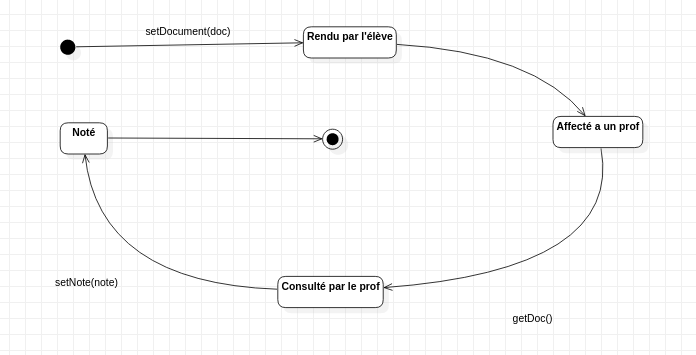 setDocument(doc)
Rendu par l'élève
Noté
Affecté a un prof
setNote(note)
Consulté par le prof
getDoc()